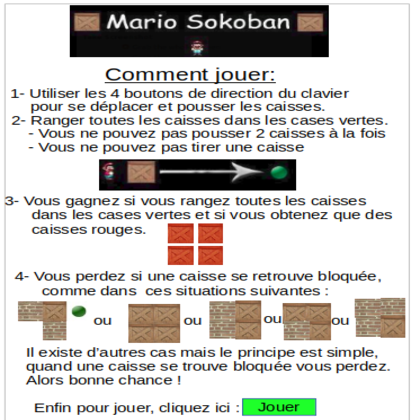 Mario Sokoban
Comment jouer:
1- Utiliser les 4 boutons de direction du clavier
pour se déplacer et pousser les caisses.
2- Ranger toutes les caisses dans les cases vertes.
- Vous ne pouvez pas pousser 2 caisses à la fois
- Vous ne pouvez pas tirer une caisse
3- Vous gagnez si vous rangez toutes les caisses
dans les cases vertes et si vous obtenez que des
caisses rouges.
4- Vous perdez si une caisse se retrouve bloquée,
comme dans ces situations suivantes :
ou ou ou ou
Il existe d'autres cas mais le principe est simple,
quand une caisse se trouve bloquée vous perdez.
Alors bonne chance !
Enfin pour jouer, cliquez ici : Jouer